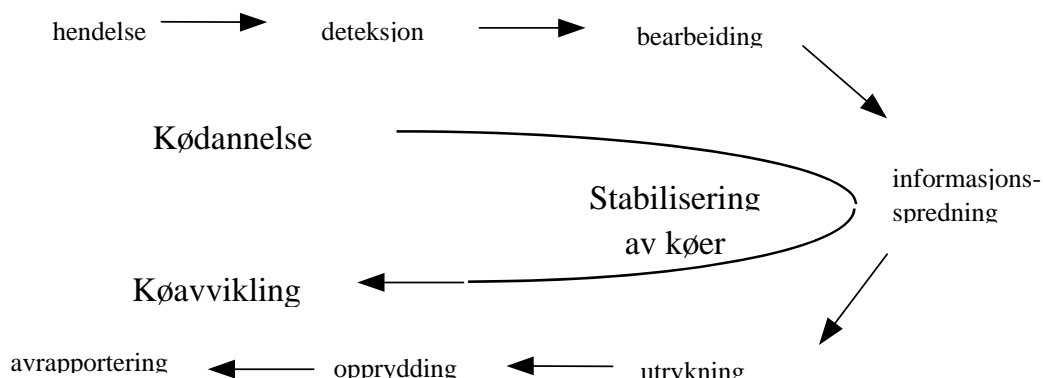 hendelse deteksjon bearbeiding
Kødannelse
informasjons-
spredning
Stabilisering
av køer
Køavvikling
avrapportering opprydding utrykning